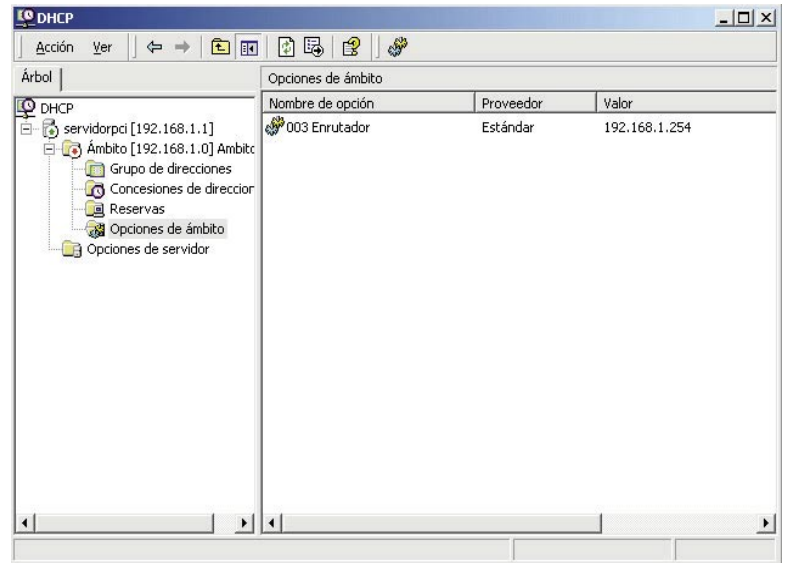 DHCP
Acción Ver
Árbol
Opciones de ámbito
DHCP
servidorpci [192.168.1.1]
Ámbito [192.168.1.0] Ambito
Grupo de direcciones
Concesiones de direccion
Reservas
Opciones de ámbito
Opciones de servidor
Nombre de opción Proveedor Valor
003 Enrutador Estándar 192.168.1.254